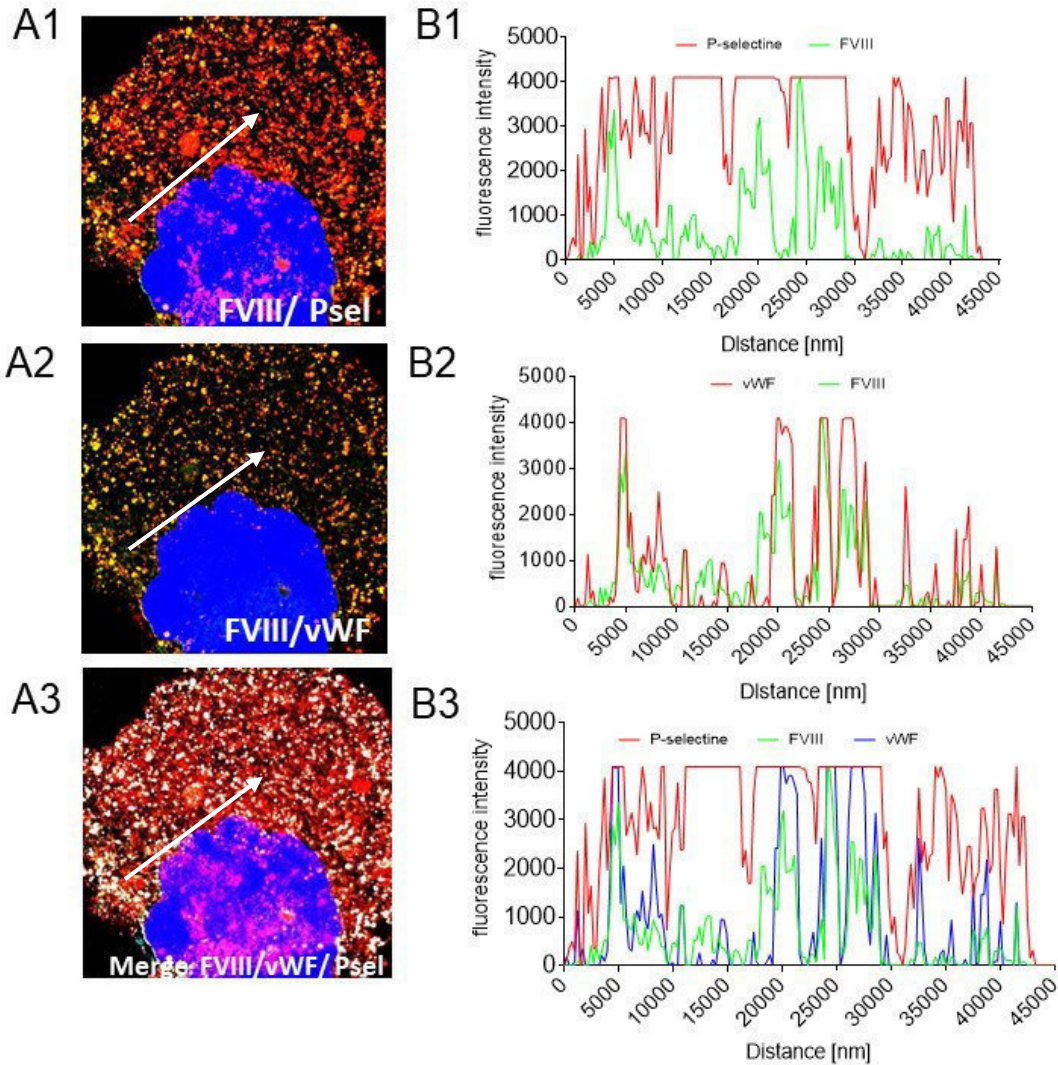 A1
FVIII/ Psel
B1
P-selectine FVIII
fluorescence intensity
5000
4000
3000
2000
1000
0
0 5000 10000 15000 20000 25000 30000 35000 40000 45000
Distance [nm]
A2
FVIII/vWF
B2
vWF FVIII
fluorescence intensity
5000
4000
3000
2000
1000
0
0 5000 10000 15000 20000 25000 30000 35000 40000 45000
Distance [nm]
A3
Merge FVIII/vWF/ Psel
B3
P-selectine FVIII vWF
fluorescence intensity
5000
4000
3000
2000
1000
0
0 5000 10000 15000 20000 25000 30000 35000 40000 45000
Distance [nm]